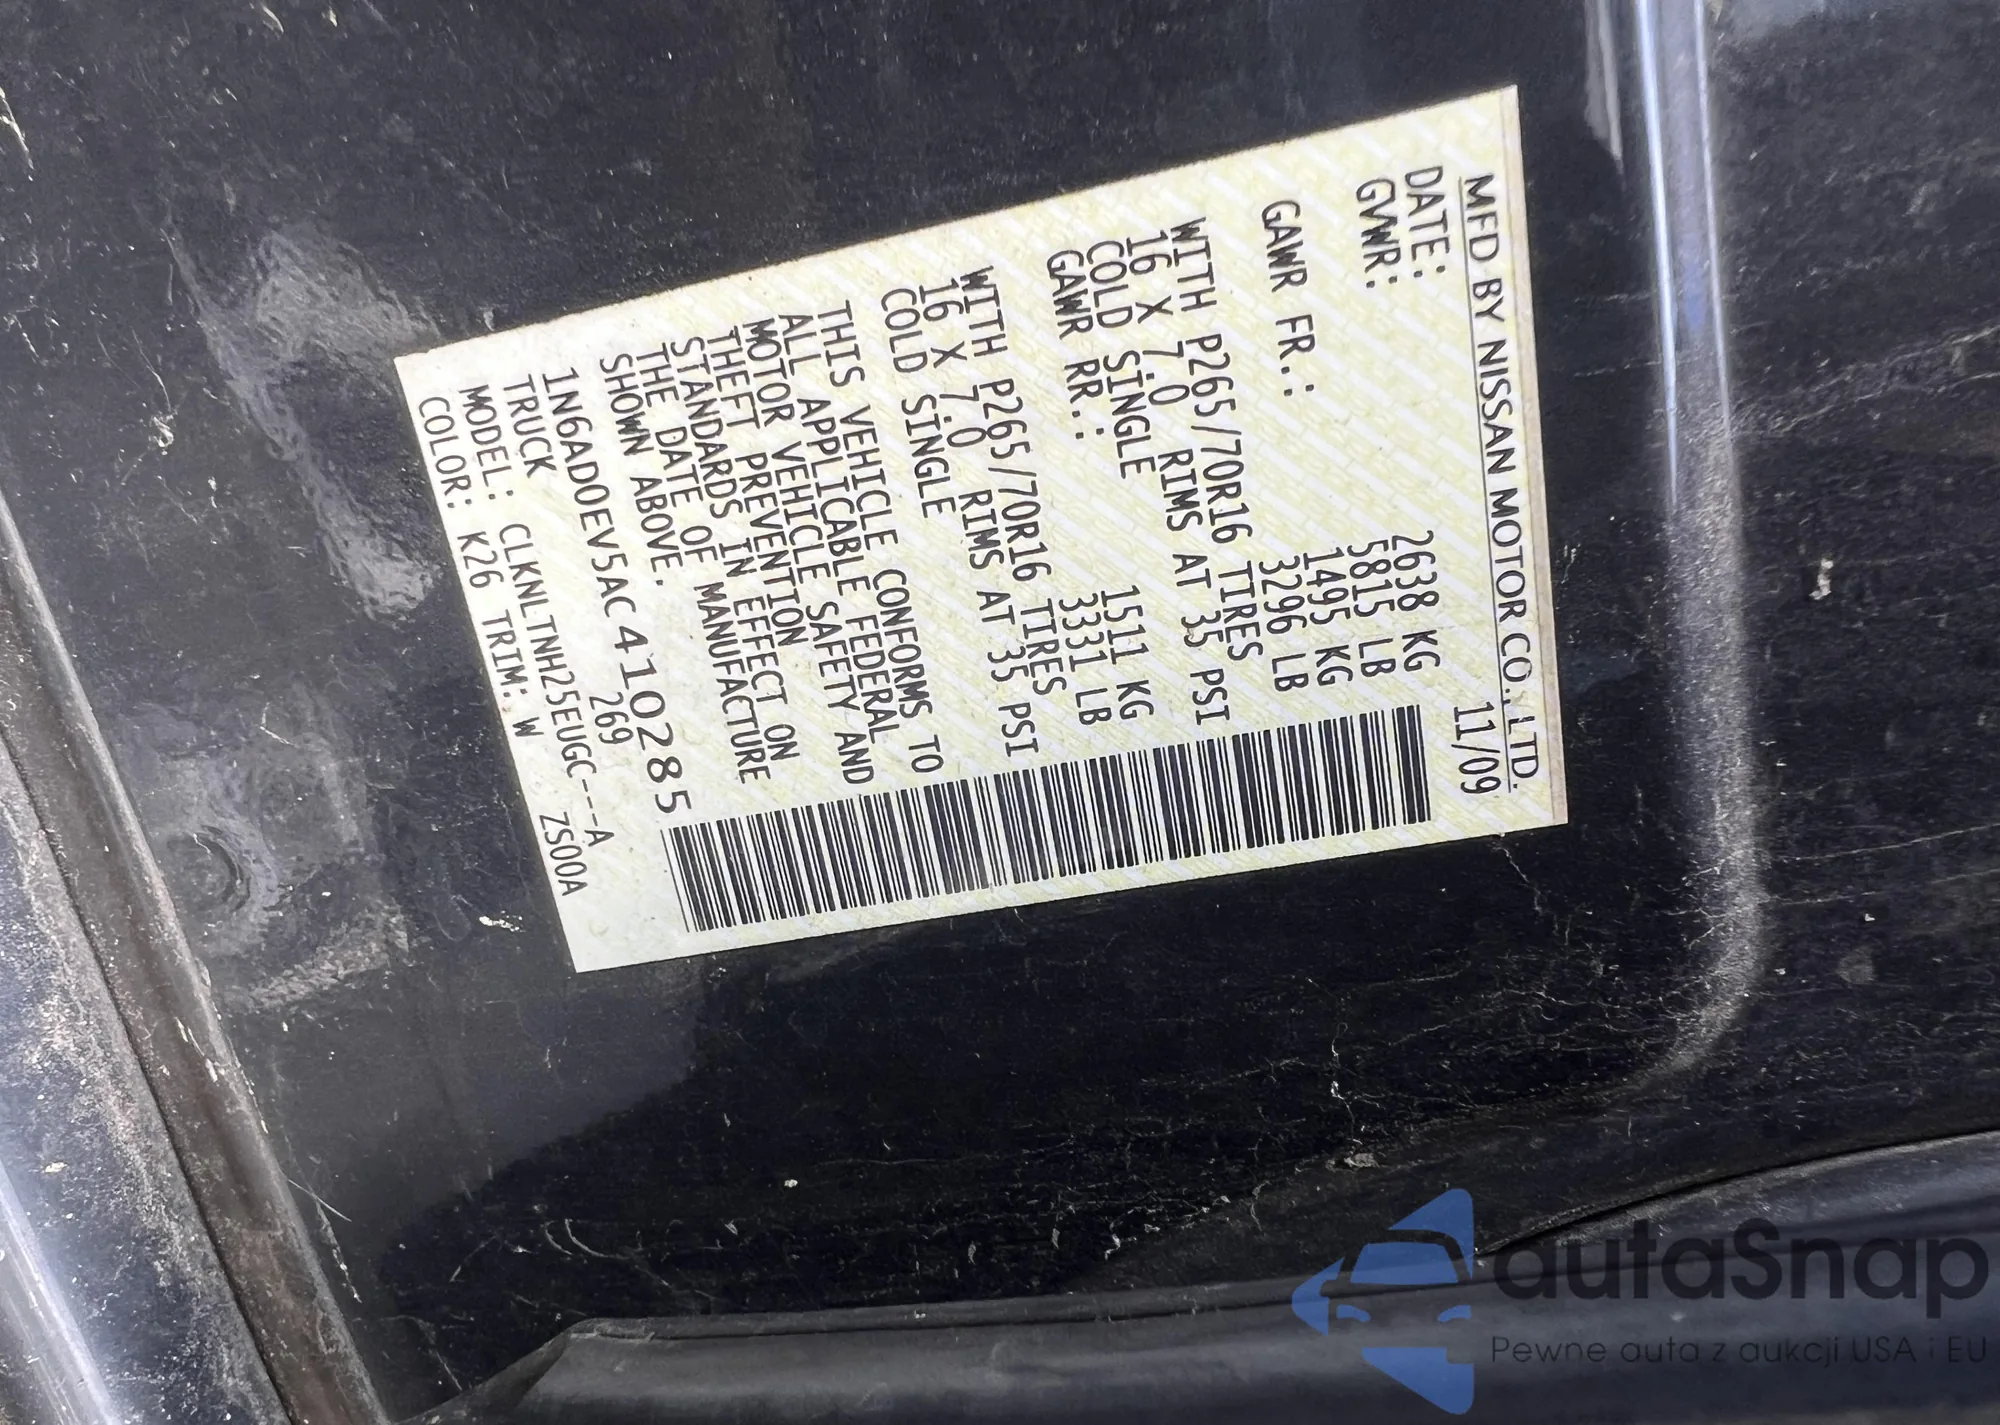 MFD BY NISSAN MOTOR CO., LTD.
DATE: 11/09
GVWR: 2638 KG
5815 LB
GAWR FR.: 1495 KG
3296 LB
WITH P265/70R16 TIRES
16 X 7.0 RIMS AT 35 PSI
COLD SINGLE
GAWR RR.: 1511 KG
3331 LB
WITH P265/70R16 TIRES
16 X 7.0 RIMS AT 35 PSI
COLD SINGLE
THIS VEHICLE CONFORMS TO
ALL APPLICABLE FEDERAL
MOTOR VEHICLE SAFETY AND
THEFT PREVENTION
STANDARDS IN EFFECT ON
THE DATE OF MANUFACTURE
SHOWN ABOVE.
1N6AD0EV5AC410285
TRUCK 269
MODEL: CLKNLTNH25EUGC---A
COLOR: K26 TRIM: W ZS00A
autaSnap
Pewne auta z aukcji USA i EU